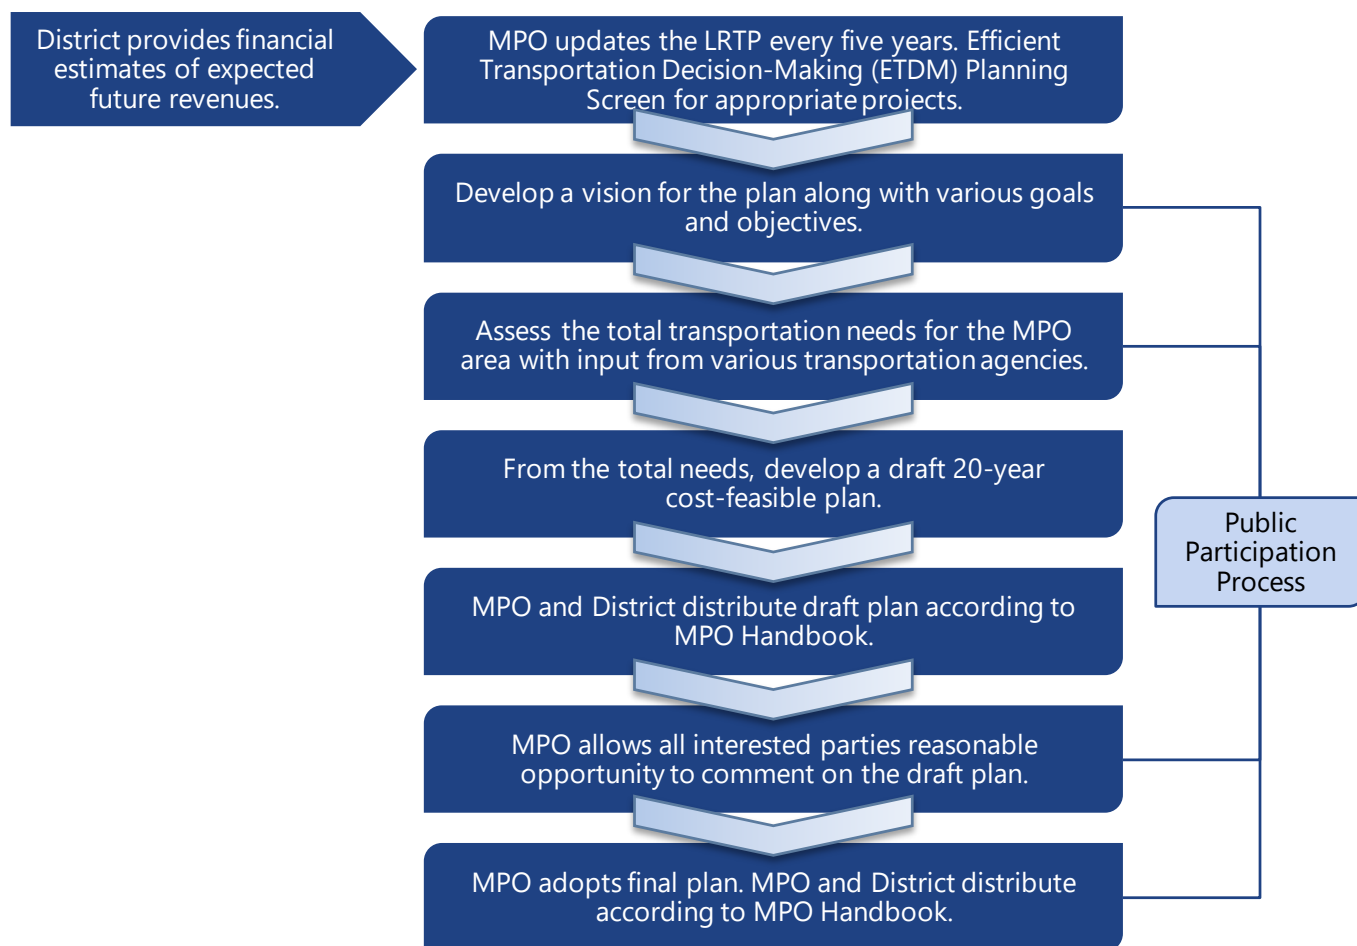 District provides financial
estimates of expected
future revenues.
MPO updates the LRTP every five years. Efficient
Transportation Decision-Making (ETDM) Planning
Screen for appropriate projects.
Develop a vision for the plan along with various goals
and objectives.
Assess the total transportation needs for the MPO
area with input from various transportation agencies.
From the total needs, develop a draft 20-year
cost-feasible plan.
MPO and District distribute draft plan according to
MPO Handbook.
MPO allows all interested parties reasonable
opportunity to comment on the draft plan.
MPO adopts final plan. MPO and District distribute
according to MPO Handbook.
Public
Participation
Process